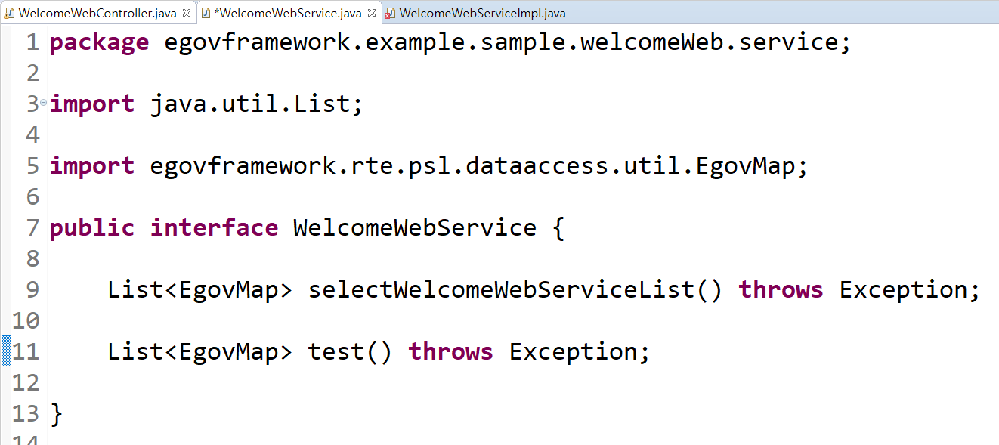 WelcomeWebController.java *WelcomeWebService.java WelcomeWebServiceImpl.java
1 package egovframework.example.sample.welcomeWeb.service;
2
3 import java.util.List;
4
5 import egovframework.rte.psl.dataaccess.util.EgovMap;
6
7 public interface WelcomeWebService {
8
9     List<EgovMap> selectWelcomeWebServiceList() throws Exception;
10
11     List<EgovMap> test() throws Exception;
12
13 }
14